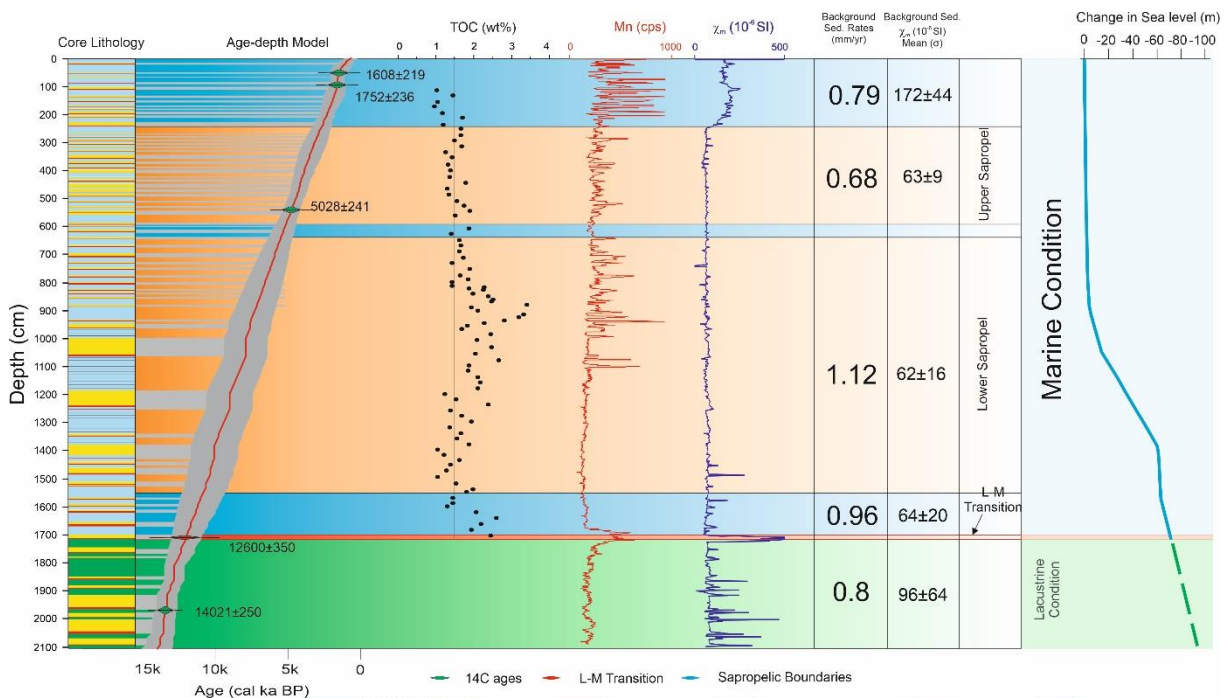 Core Lithology
Age-depth Model
TOC (wt%)
0 1 2 3 4
Mn (cps)
0 1000
χm (10⁻⁶ SI)
0 500
Background
Sed. Rates
(mm/yr)
Background Sed.
χm (10⁻⁶ SI)
Mean (σ)
Change in Sea level (m)
0 -20 -40 -60 -80 -100
Depth (cm)
0
100
200
300
400
500
600
700
800
900
1000
1100
1200
1300
1400
1500
1600
1700
1800
1900
2000
2100
1608±219
1752±236
5028±241
12600±350
14021±250
0.79 172±44
0.68 63±9
1.12 62±16
0.96 64±20
0.8 96±64
Upper Sapropel
Lower Sapropel
L-M
Transition
Marine Condition
Lacustrine
Condition
15k 10k 5k 0
Age (cal ka BP)
14C ages L-M Transition Sapropelic Boundaries